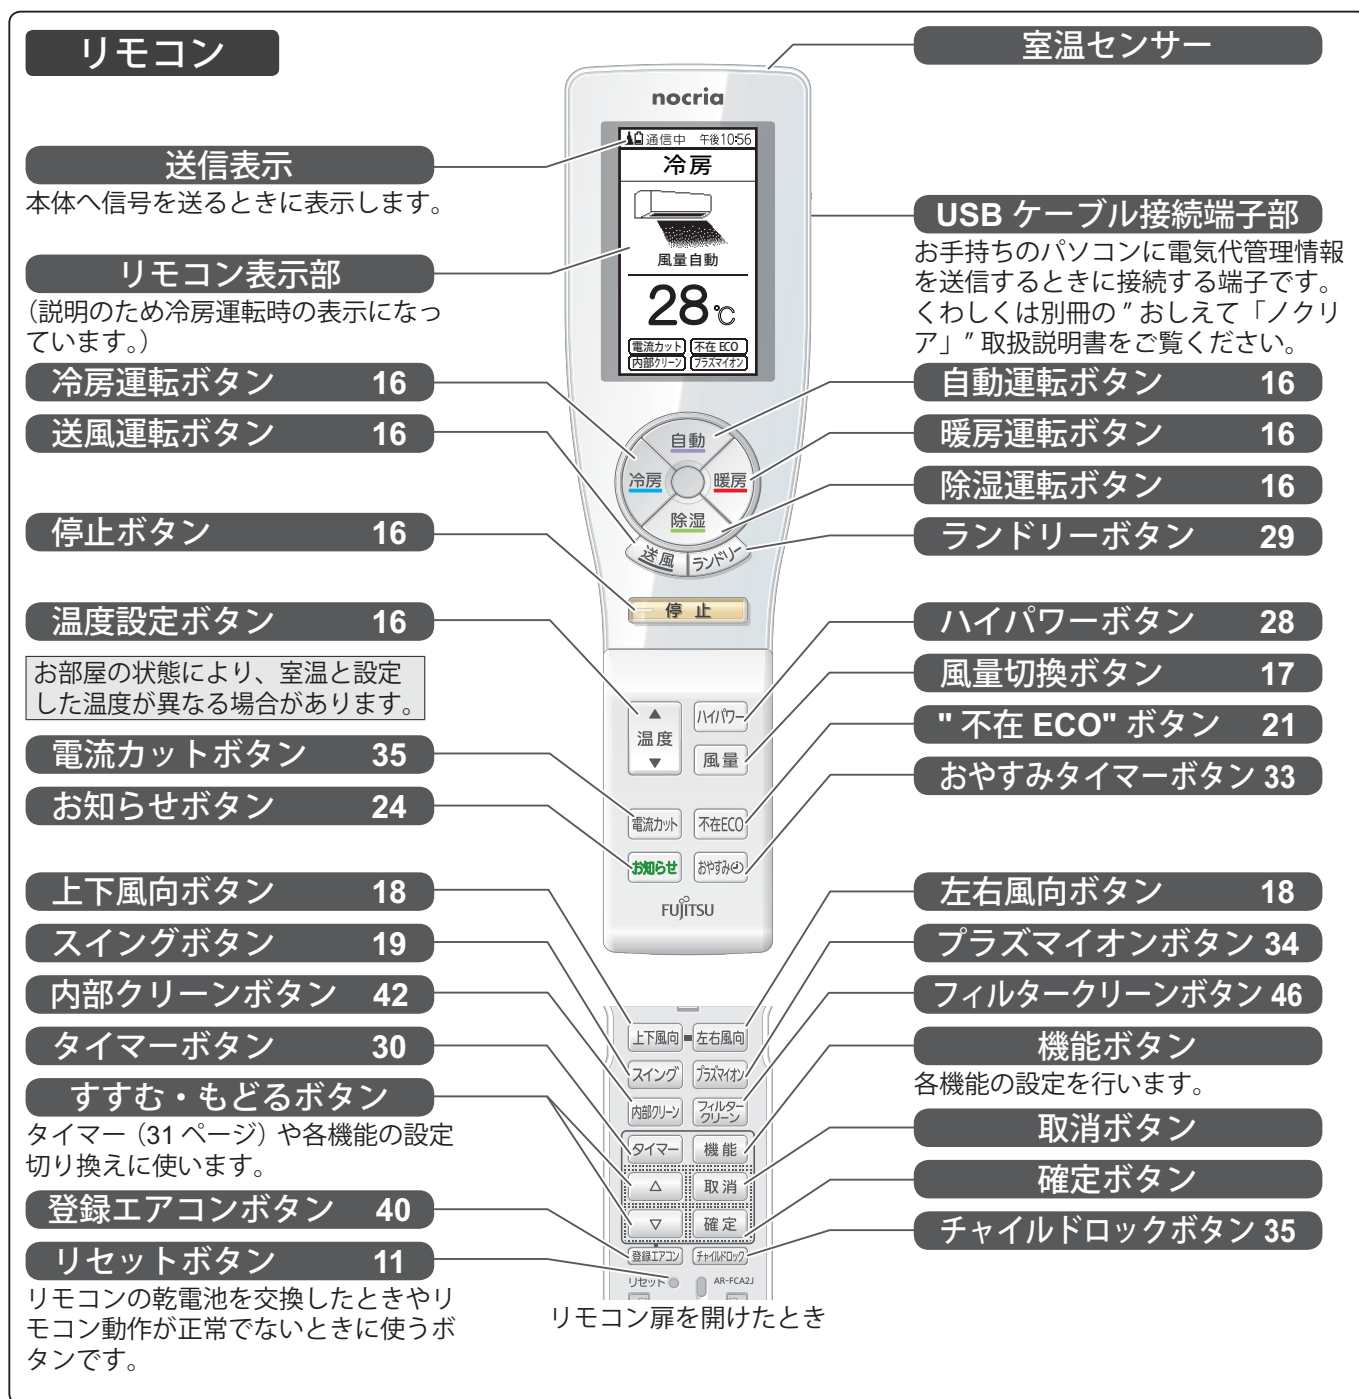 リモコン
送信表示
本体へ信号を送るときに表示します。
リモコン表示部
（説明のため冷房運転時の表示になっ
ています。）
冷房運転ボタン 16
送風運転ボタン 16
停止ボタン 16
温度設定ボタン 16
お部屋の状態により、室温と設定
した温度が異なる場合があります。
電流カットボタン 35
お知らせボタン 24
上下風向ボタン 18
スイングボタン 19
内部クリーンボタン 42
タイマーボタン 30
すすむ・もどるボタン
タイマー（31 ページ）や各機能の設定
切り換えに使います。
登録エアコンボタン 40
リセットボタン 11
リモコンの乾電池を交換したときやリ
モコン動作が正常でないときに使うボ
タンです。
nocria
通信中 午後10:56
冷房
風量自動
28℃
電流カット 不在 ECO
内部クリーン プラズマイオン
自動
冷房 暖房
除湿
送風 ランドリー
停止
▲ ハイパワー
温度
▼ 風量
電流カット 不在ECO
お知らせ おやすみ
FUJITSU
上下風向 左右風向
スイング プラズマイオン
内部クリーン フィルター
クリーン
タイマー 機能
△ 取消
▽ 確定
登録エアコン チャイルドロック
リセット AR-FCA2J
リモコン扉を開けたとき
室温センサー
USB ケーブル接続端子部
お手持ちのパソコンに電気代管理情報
を送信するときに接続する端子です。
くわしくは別冊の " おしえて「ノクリ
ア」" 取扱説明書をご覧ください。
自動運転ボタン 16
暖房運転ボタン 16
除湿運転ボタン 16
ランドリーボタン 29
ハイパワーボタン 28
風量切換ボタン 17
" 不在 ECO" ボタン 21
おやすみタイマーボタン 33
左右風向ボタン 18
プラズマイオンボタン 34
フィルタークリーンボタン 46
機能ボタン
各機能の設定を行います。
取消ボタン
確定ボタン
チャイルドロックボタン 35